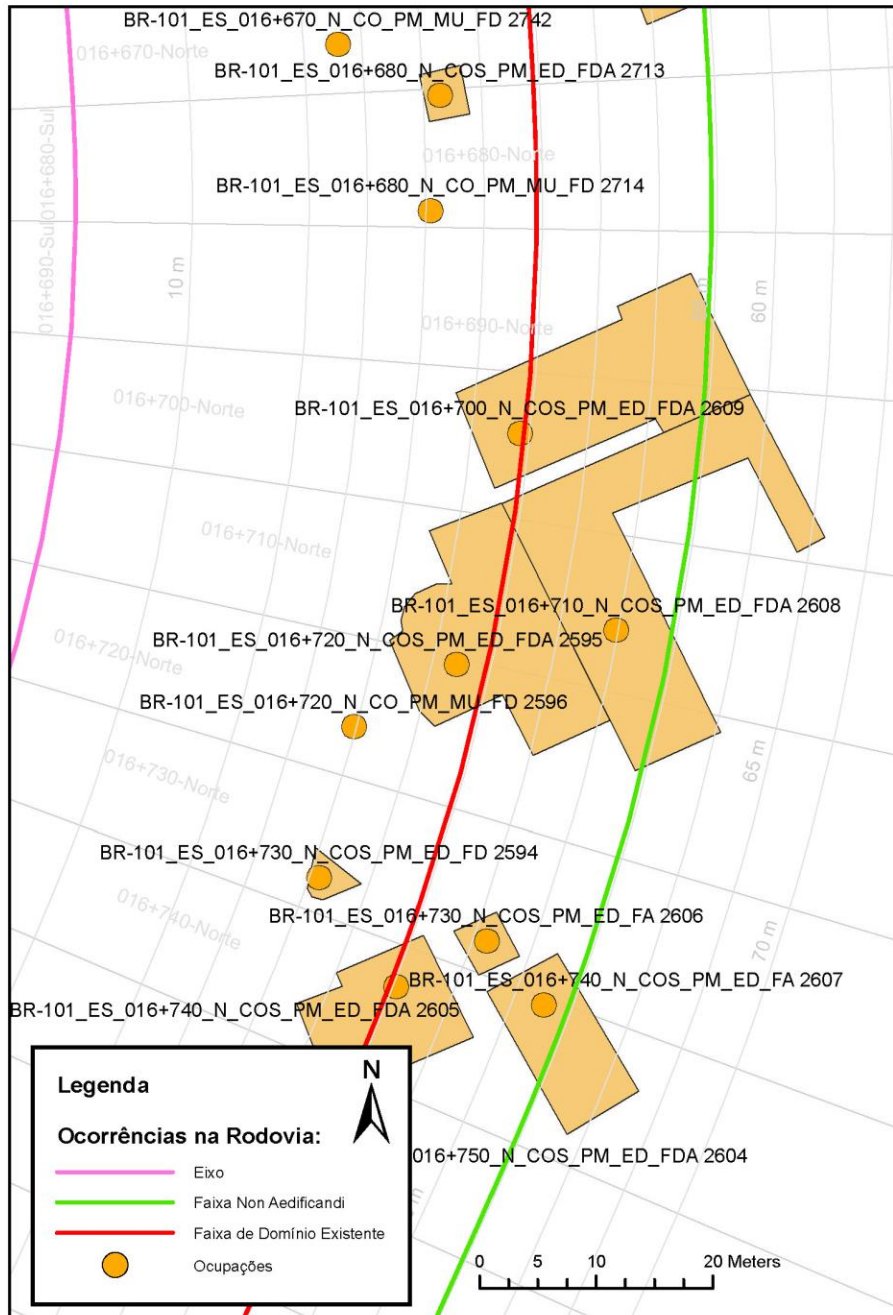 BR-101_ES_016+670_N_CO_PM_MU_FD 2742
016+670-Norte
BR-101_ES_016+680_N_COS_PM_ED_FDA 2713
016+680-Sul
016+680-Norte
BR-101_ES_016+680_N_CO_PM_MU_FD 2714
016+690-Sul
10 m
m
60 m
016+690-Norte
016+700-Norte
BR-101_ES_016+700_N_COS_PM_ED_FDA 2609
016+710-Norte
BR-101_ES_016+710_N_COS_PM_ED_FDA 2608
016+720-Norte
BR-101_ES_016+720_N_COS_PM_ED_FDA 2595
BR-101_ES_016+720_N_CO_PM_MU_FD 2596
65 m
016+730-Norte
BR-101_ES_016+730_N_COS_PM_ED_FD 2594
016+740-Norte
BR-101_ES_016+730_N_COS_PM_ED_FA 2606
70 m
BR-101_ES_016+740_N_COS_PM_ED_FA 2607
BR-101_ES_016+740_N_COS_PM_ED_FDA 2605
016+750_N_COS_PM_ED_FDA 2604
m
Legenda
N
Ocorrências na Rodovia:
Eixo
Faixa Non Aedificandi
Faixa de Domínio Existente
Ocupações
0 5 10 20 Meters